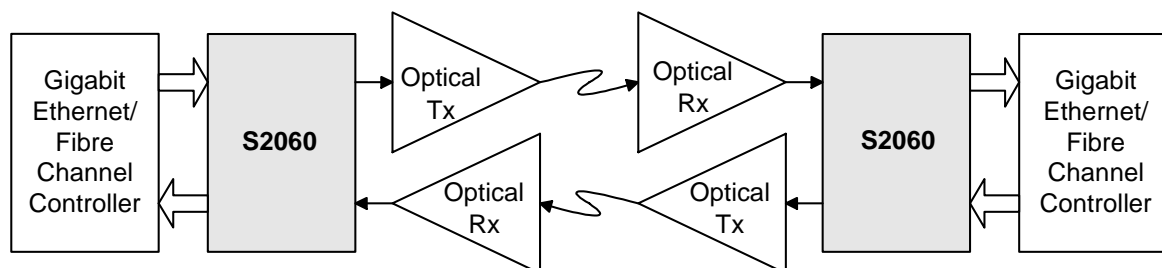 Gigabit
Ethernet/
Fibre
Channel
Controller
S2060
Optical
Tx
Optical
Rx
Optical
Rx
Optical
Tx
S2060
Gigabit
Ethernet/
Fibre
Channel
Controller